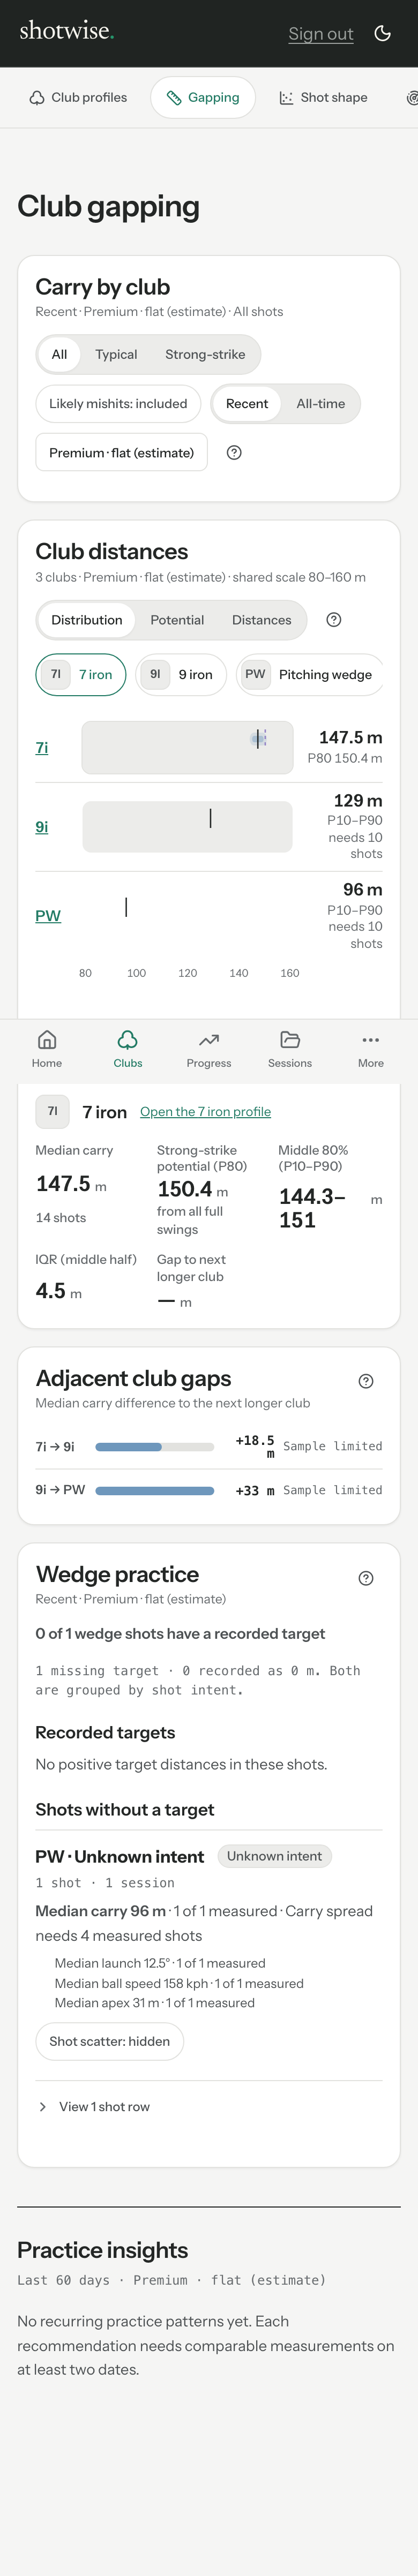 shotwise.
Sign out
Club profiles
Gapping
Shot shape
Club gapping
Carry by club
Recent · Premium · flat (estimate) · All shots
All
Typical
Strong-strike
Likely mishits: included
Recent
All-time
Premium · flat (estimate)
Club distances
3 clubs · Premium · flat (estimate) · shared scale 80–160 m
Distribution
Potential
Distances
7I
7 iron
9I
9 iron
PW
Pitching wedge
7i
147.5 m
P80 150.4 m
9i
129 m
P10–P90
needs 10
shots
PW
96 m
P10–P90
needs 10
shots
80 100 120 140 160
Home
Clubs
Progress
Sessions
More
7I
7 iron
Open the 7 iron profile
Median carry
147.5 m
14 shots
Strong-strike
potential (P80)
150.4 m
from all full
swings
Middle 80%
(P10–P90)
144.3–
151
m
IQR (middle half)
4.5 m
Gap to next
longer club
— m
Adjacent club gaps
Median carry difference to the next longer club
7i → 9i
+18.5
m
Sample limited
9i → PW
+33 m
Sample limited
Wedge practice
Recent · Premium · flat (estimate)
0 of 1 wedge shots have a recorded target
1 missing target · 0 recorded as 0 m. Both
are grouped by shot intent.
Recorded targets
No positive target distances in these shots.
Shots without a target
PW · Unknown intent
Unknown intent
1 shot · 1 session
Median carry 96 m · 1 of 1 measured · Carry spread
needs 4 measured shots
Median launch 12.5° · 1 of 1 measured
Median ball speed 158 kph · 1 of 1 measured
Median apex 31 m · 1 of 1 measured
Shot scatter: hidden
View 1 shot row
Practice insights
Last 60 days · Premium · flat (estimate)
No recurring practice patterns yet. Each
recommendation needs comparable measurements on
at least two dates.